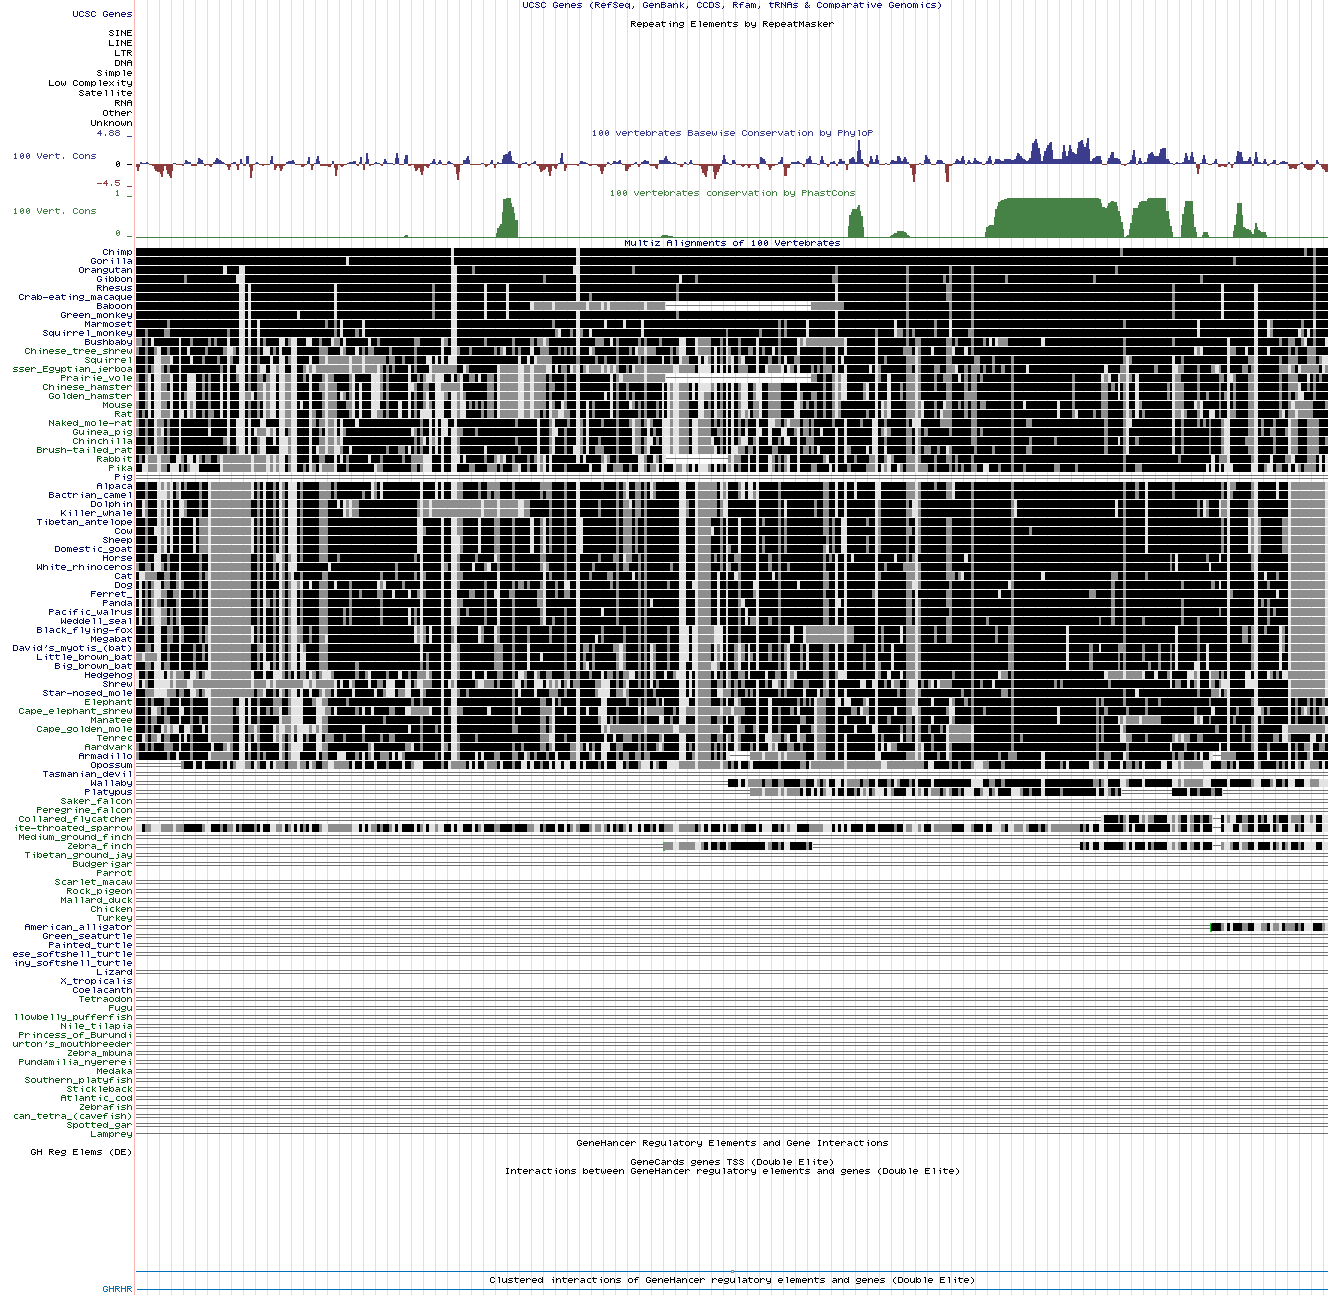 UCSC Genes (RefSeq, GenBank, CCDS, Rfam, tRNAs & Comparative Genomics)
UCSC Genes
Repeating Elements by RepeatMasker
SINE
LINE
LTR
DNA
Simple
Low Complexity
Satellite
RNA
Other
Unknown
100 vertebrates Basewise Conservation by PhyloP
4.88 _
100 Vert. Cons
0 -
-4.5 _
100 vertebrates conservation by PhastCons
1 _
100 Vert. Cons
0 _
Multiz Alignments of 100 Vertebrates
Chimp
Gorilla
Orangutan
Gibbon
Rhesus
Crab-eating_macaque
Baboon
Green_monkey
Marmoset
Squirrel_monkey
Bushbaby
Chinese_tree_shrew
Squirrel
sser_Egyptian_jerboa
Prairie_vole
Chinese_hamster
Golden_hamster
Mouse
Rat
Naked_mole-rat
Guinea_pig
Chinchilla
Brush-tailed_rat
Rabbit
Pika
Pig
Alpaca
Bactrian_camel
Dolphin
Killer_whale
Tibetan_antelope
Cow
Sheep
Domestic_goat
Horse
White_rhinoceros
Cat
Dog
Ferret_
Panda
Pacific_walrus
Weddell_seal
Black_flying-fox
Megabat
David's_myotis_(bat)
Little_brown_bat
Big_brown_bat
Hedgehog
Shrew
Star-nosed_mole
Elephant
Cape_elephant_shrew
Manatee
Cape_golden_mole
Tenrec
Aardvark
Armadillo
Opossum
Tasmanian_devil
Wallaby
Platypus
Saker_falcon
Peregrine_falcon
Collared_flycatcher
ite-throated_sparrow
Medium_ground_finch
Zebra_finch
Tibetan_ground_jay
Budgerigar
Parrot
Scarlet_macaw
Rock_pigeon
Mallard_duck
Chicken
Turkey
American_alligator
Green_seaturtle
Painted_turtle
ese_softshell_turtle
iny_softshell_turtle
Lizard
X_tropicalis
Coelacanth
Tetraodon
Fugu
llowbelly_pufferfish
Nile_tilapia
Princess_of_Burundi
urton's_mouthbreeder
Zebra_mbuna
Pundamilia_nyererei
Medaka
Southern_platyfish
Stickleback
Atlantic_cod
Zebrafish
can_tetra_(cavefish)
Spotted_gar
Lamprey
GeneHancer Regulatory Elements and Gene Interactions
GH Reg Elems (DE)
GeneCards genes TSS (Double Elite)
Interactions between GeneHancer regulatory elements and genes (Double Elite)
Clustered interactions of GeneHancer regulatory elements and genes (Double Elite)
GHRHR